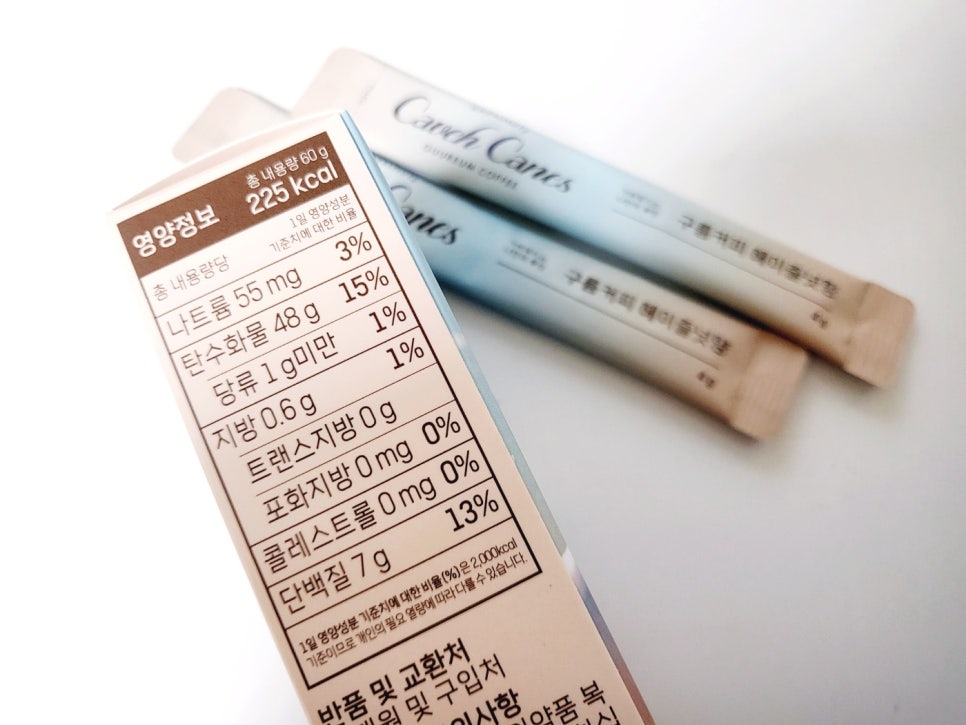 영양정보
총 내용량 60 g
225 kcal
총 내용량당
1일 영양성분
기준치에 대한 비율
나트륨 55 mg 3%
탄수화물 48 g 15%
당류 1 g미만 1%
지방 0.6 g 1%
트랜스지방 0 g
포화지방 0 mg 0%
콜레스트롤 0 mg 0%
단백질 7 g 13%
1일 영양성분 기준치에 대한 비율(%)은 2,000kcal
기준이므로 개인의 필요 열량에 따라 다를 수 있습니다.
반품 및 교환처
및 구입처
Caweh Canes
GUUREUM COFFEE
구름커피 헤이즐넛향
구름커피 헤이즐넛향